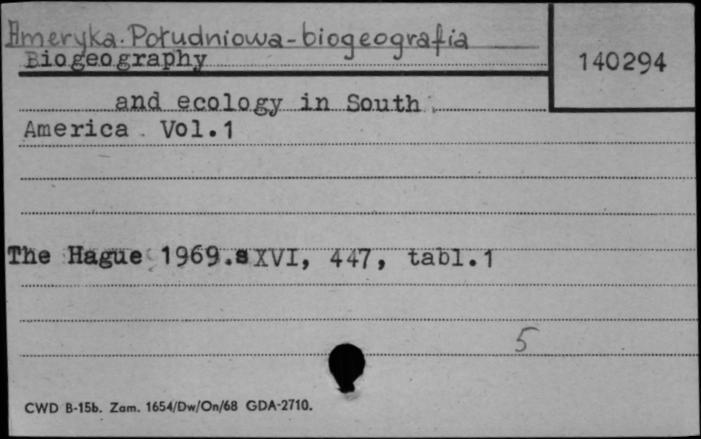 Ameryka. Południowa - biogeografia
Biogeography
140294
and ecology in South
America. Vol.1
The Hague 1969.s XVI, 447, tabl.1
5
CWD B-15b. Zam. 1654/Dw/On/68 GDA-2710.